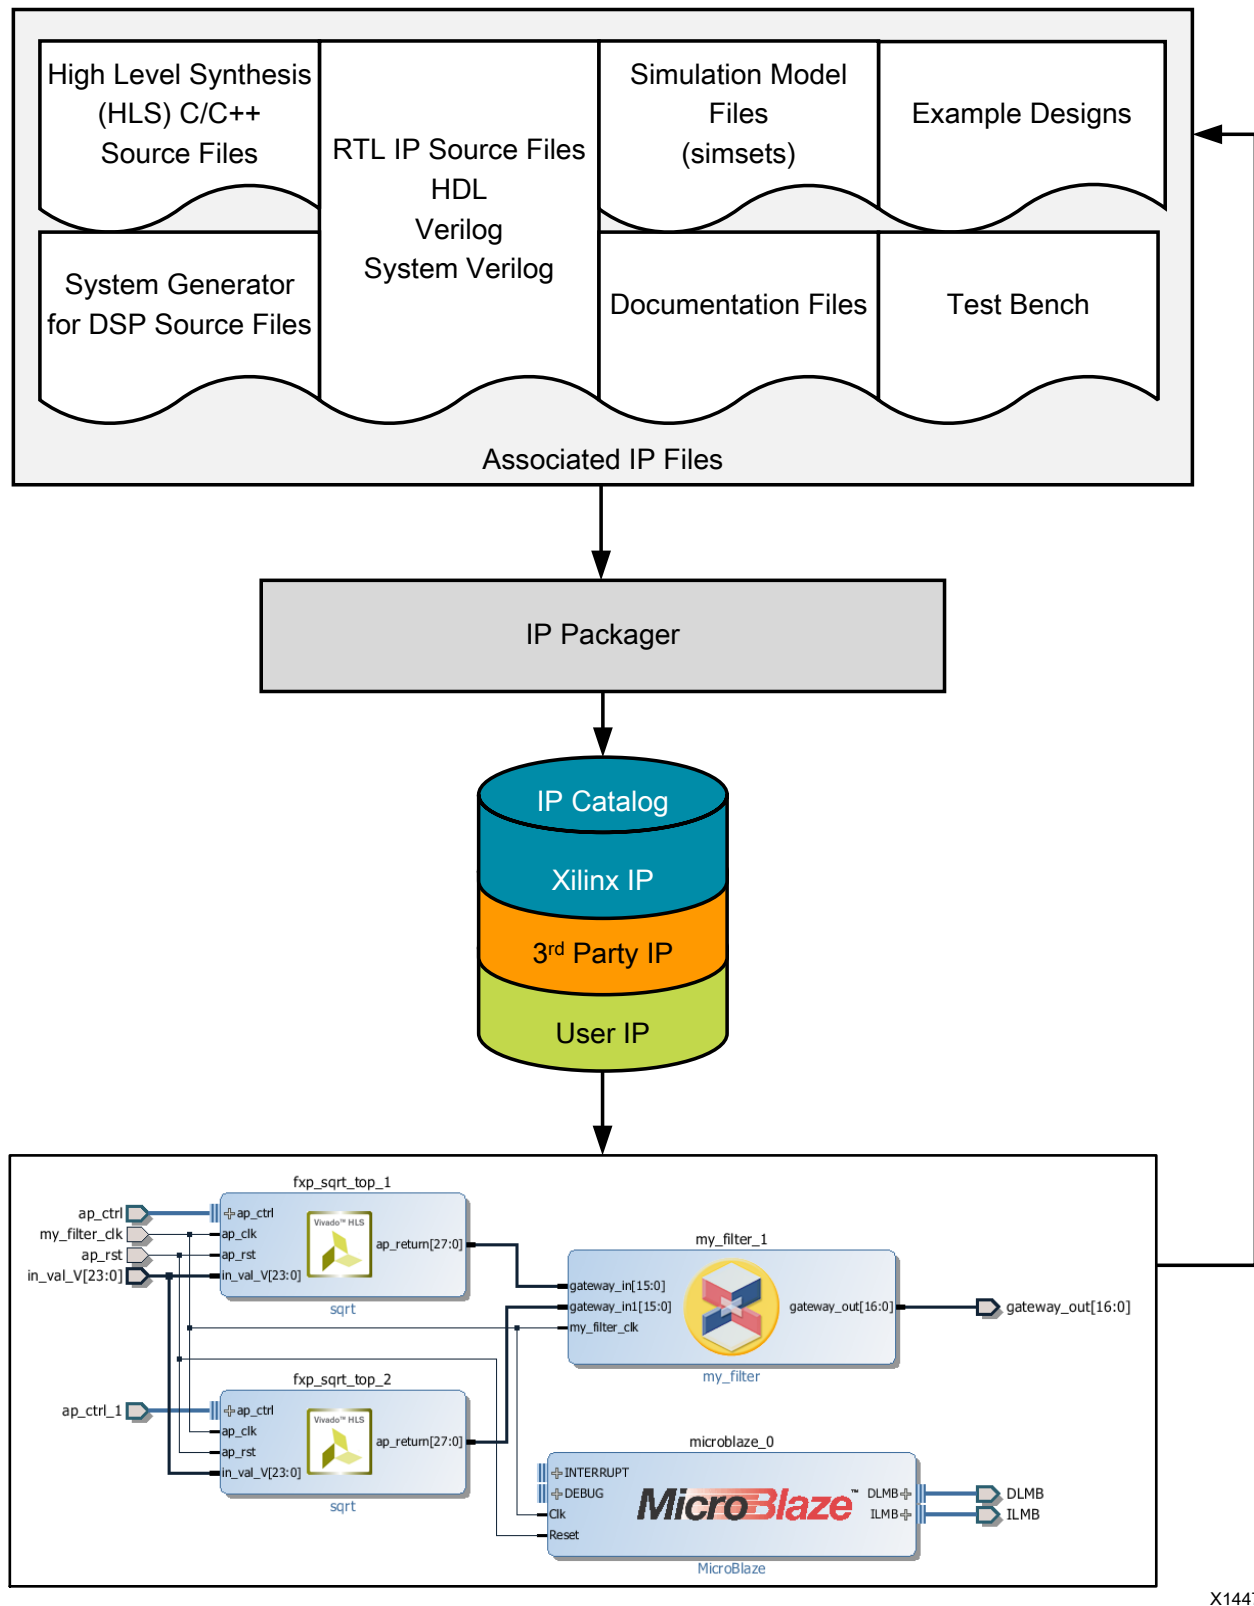 High Level Synthesis
(HLS) C/C++
Source Files
RTL IP Source Files
HDL
Verilog
System Verilog
Simulation Model
Files
(simsets)
Example Designs
System Generator
for DSP Source Files
Documentation Files
Test Bench
Associated IP Files
IP Packager
IP Catalog
Xilinx IP
3rd Party IP
User IP
fxp_sqrt_top_1
ap_ctrl
my_filter_clk
ap_rst
in_val_V[23:0]
ap_ctrl
ap_clk
ap_rst
in_val_V[23:0]
Vivado™ HLS
ap_return[27:0]
sqrt
my_filter_1
gateway_in[15:0]
gateway_in1[15:0]
my_filter_clk
gateway_out[16:0]
gateway_out[16:0]
my_filter
fxp_sqrt_top_2
ap_ctrl_1
ap_ctrl
ap_clk
ap_rst
in_val_V[23:0]
Vivado™ HLS
ap_return[27:0]
sqrt
microblaze_0
INTERRUPT
DEBUG
Clk
Reset
MicroBlaze™
DLMB
ILMB
DLMB
ILMB
MicroBlaze